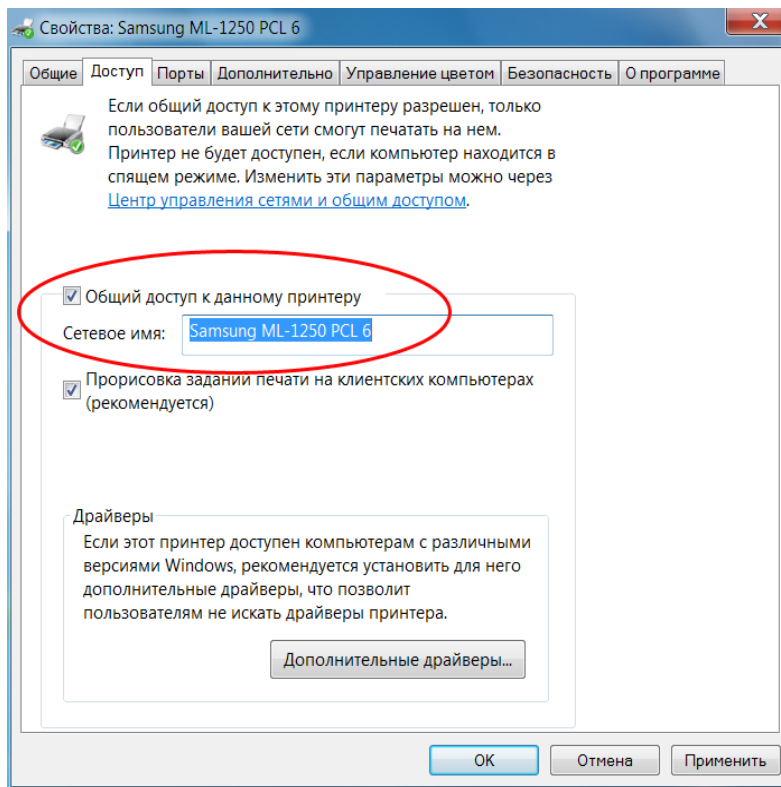 Свойства: Samsung ML-1250 PCL 6
X
Общие Доступ Порты Дополнительно Управление цветом Безопасность О программе
Если общий доступ к этому принтеру разрешен, только
пользователи вашей сети смогут печатать на нем.
Принтер не будет доступен, если компьютер находится в
спящем режиме. Изменить эти параметры можно через
Центр управления сетями и общим доступом.
Общий доступ к данному принтеру
Сетевое имя: Samsung ML-1250 PCL 6
Прорисовка заданий печати на клиентских компьютерах
(рекомендуется)
Драйверы
Если этот принтер доступен компьютерам с различными
версиями Windows, рекомендуется установить для него
дополнительные драйверы, что позволит
пользователям не искать драйверы принтера.
Дополнительные драйверы...
OK Отмена Применить